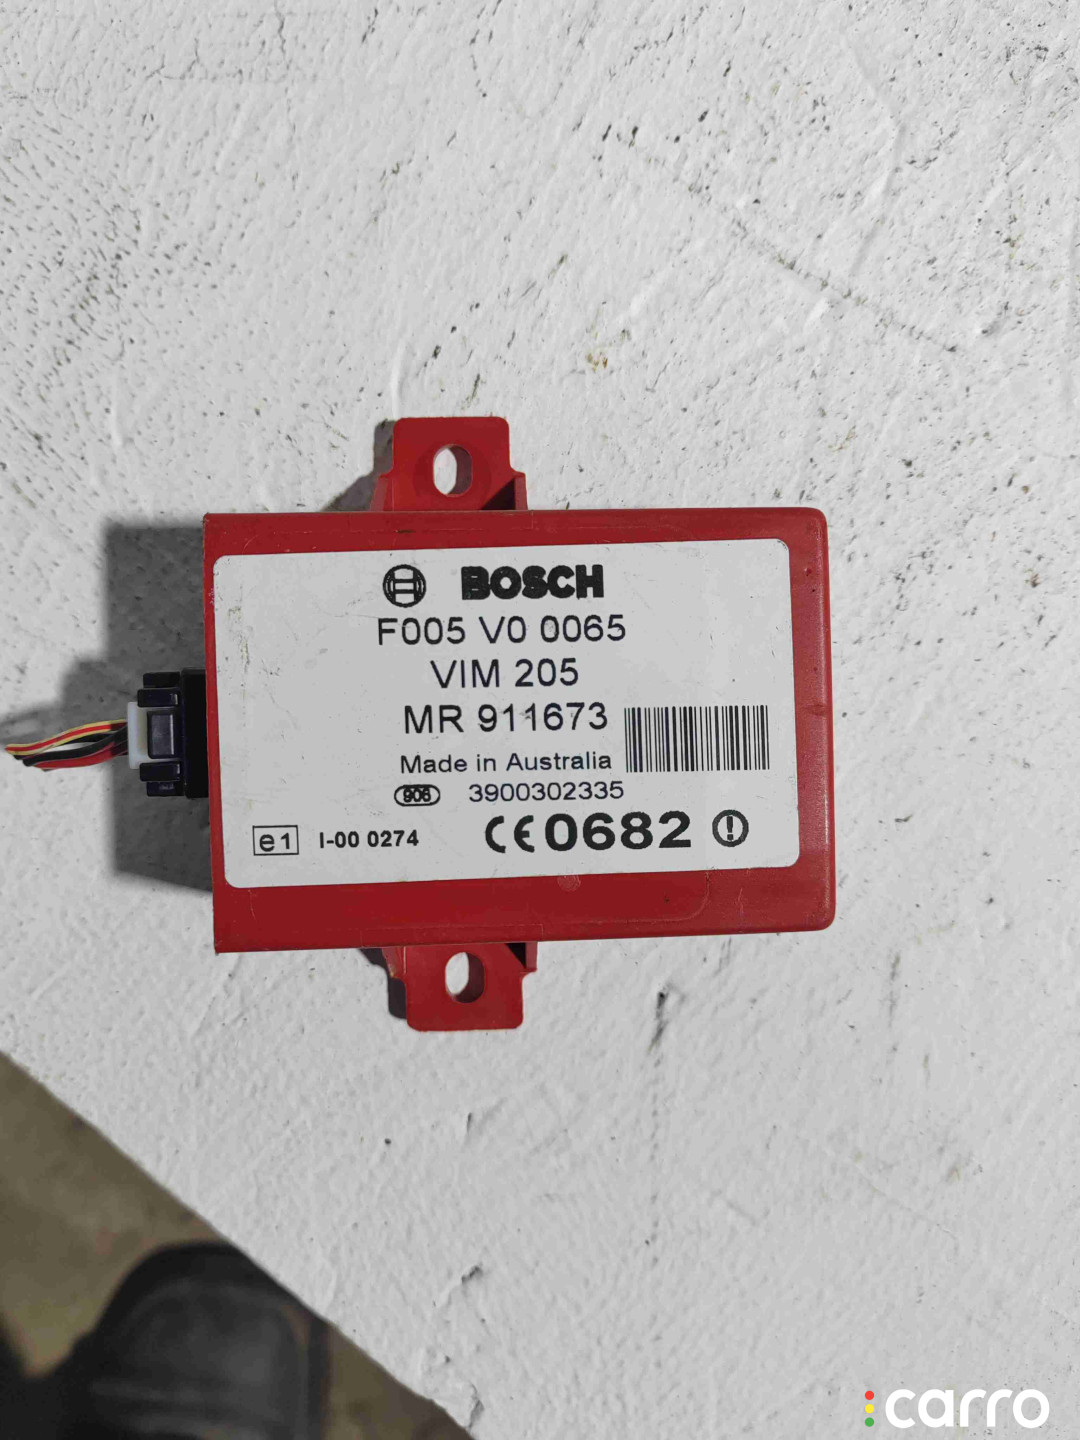 BOSCH
F005 V0 0065
VIM 205
MR 911673
Made in Australia
906 3900302335
e1 I-00 0274 CE0682
carro